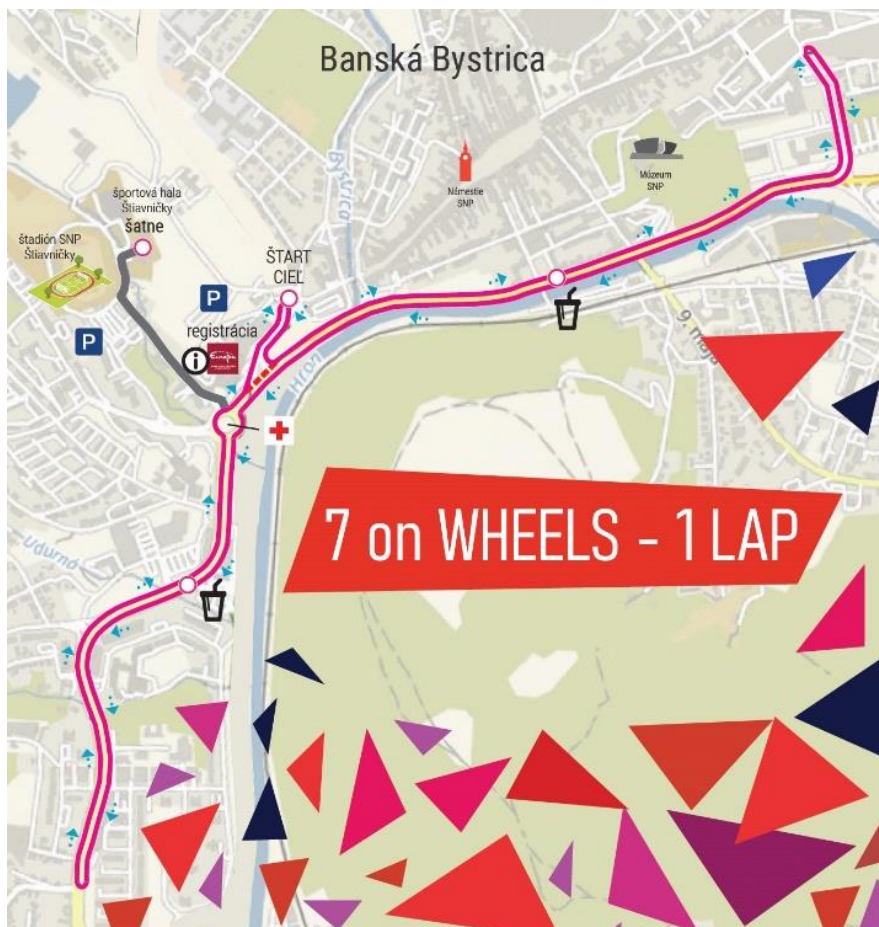 Banská Bystrica
Bystrica
Námestie
SNP
Múzeum
SNP
športová hala
Štiavničky
šatne
štadión SNP
Štiavničky
ŠTART
CIEĽ
P
P
registrácia
i
Európa
Hron
9. mája
7 on WHEELS - 1 LAP
Udurná